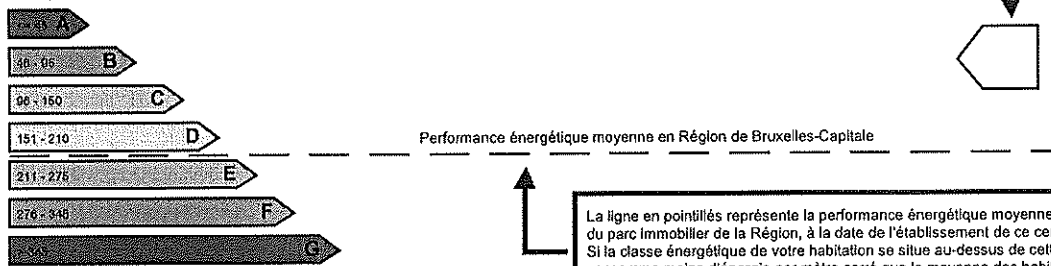 A
46 - 95 B
96 - 150 C
151 - 210 D
Performance énergétique moyenne en Région de Bruxelles-Capitale
211 - 275 E
276 - 345 F
G
La ligne en pointillés représente la performance énergétique moyenne
du parc immobilier de la Région, à la date de l'établissement de ce
Si la classe énergétique de votre habitation se situe au-dessus de